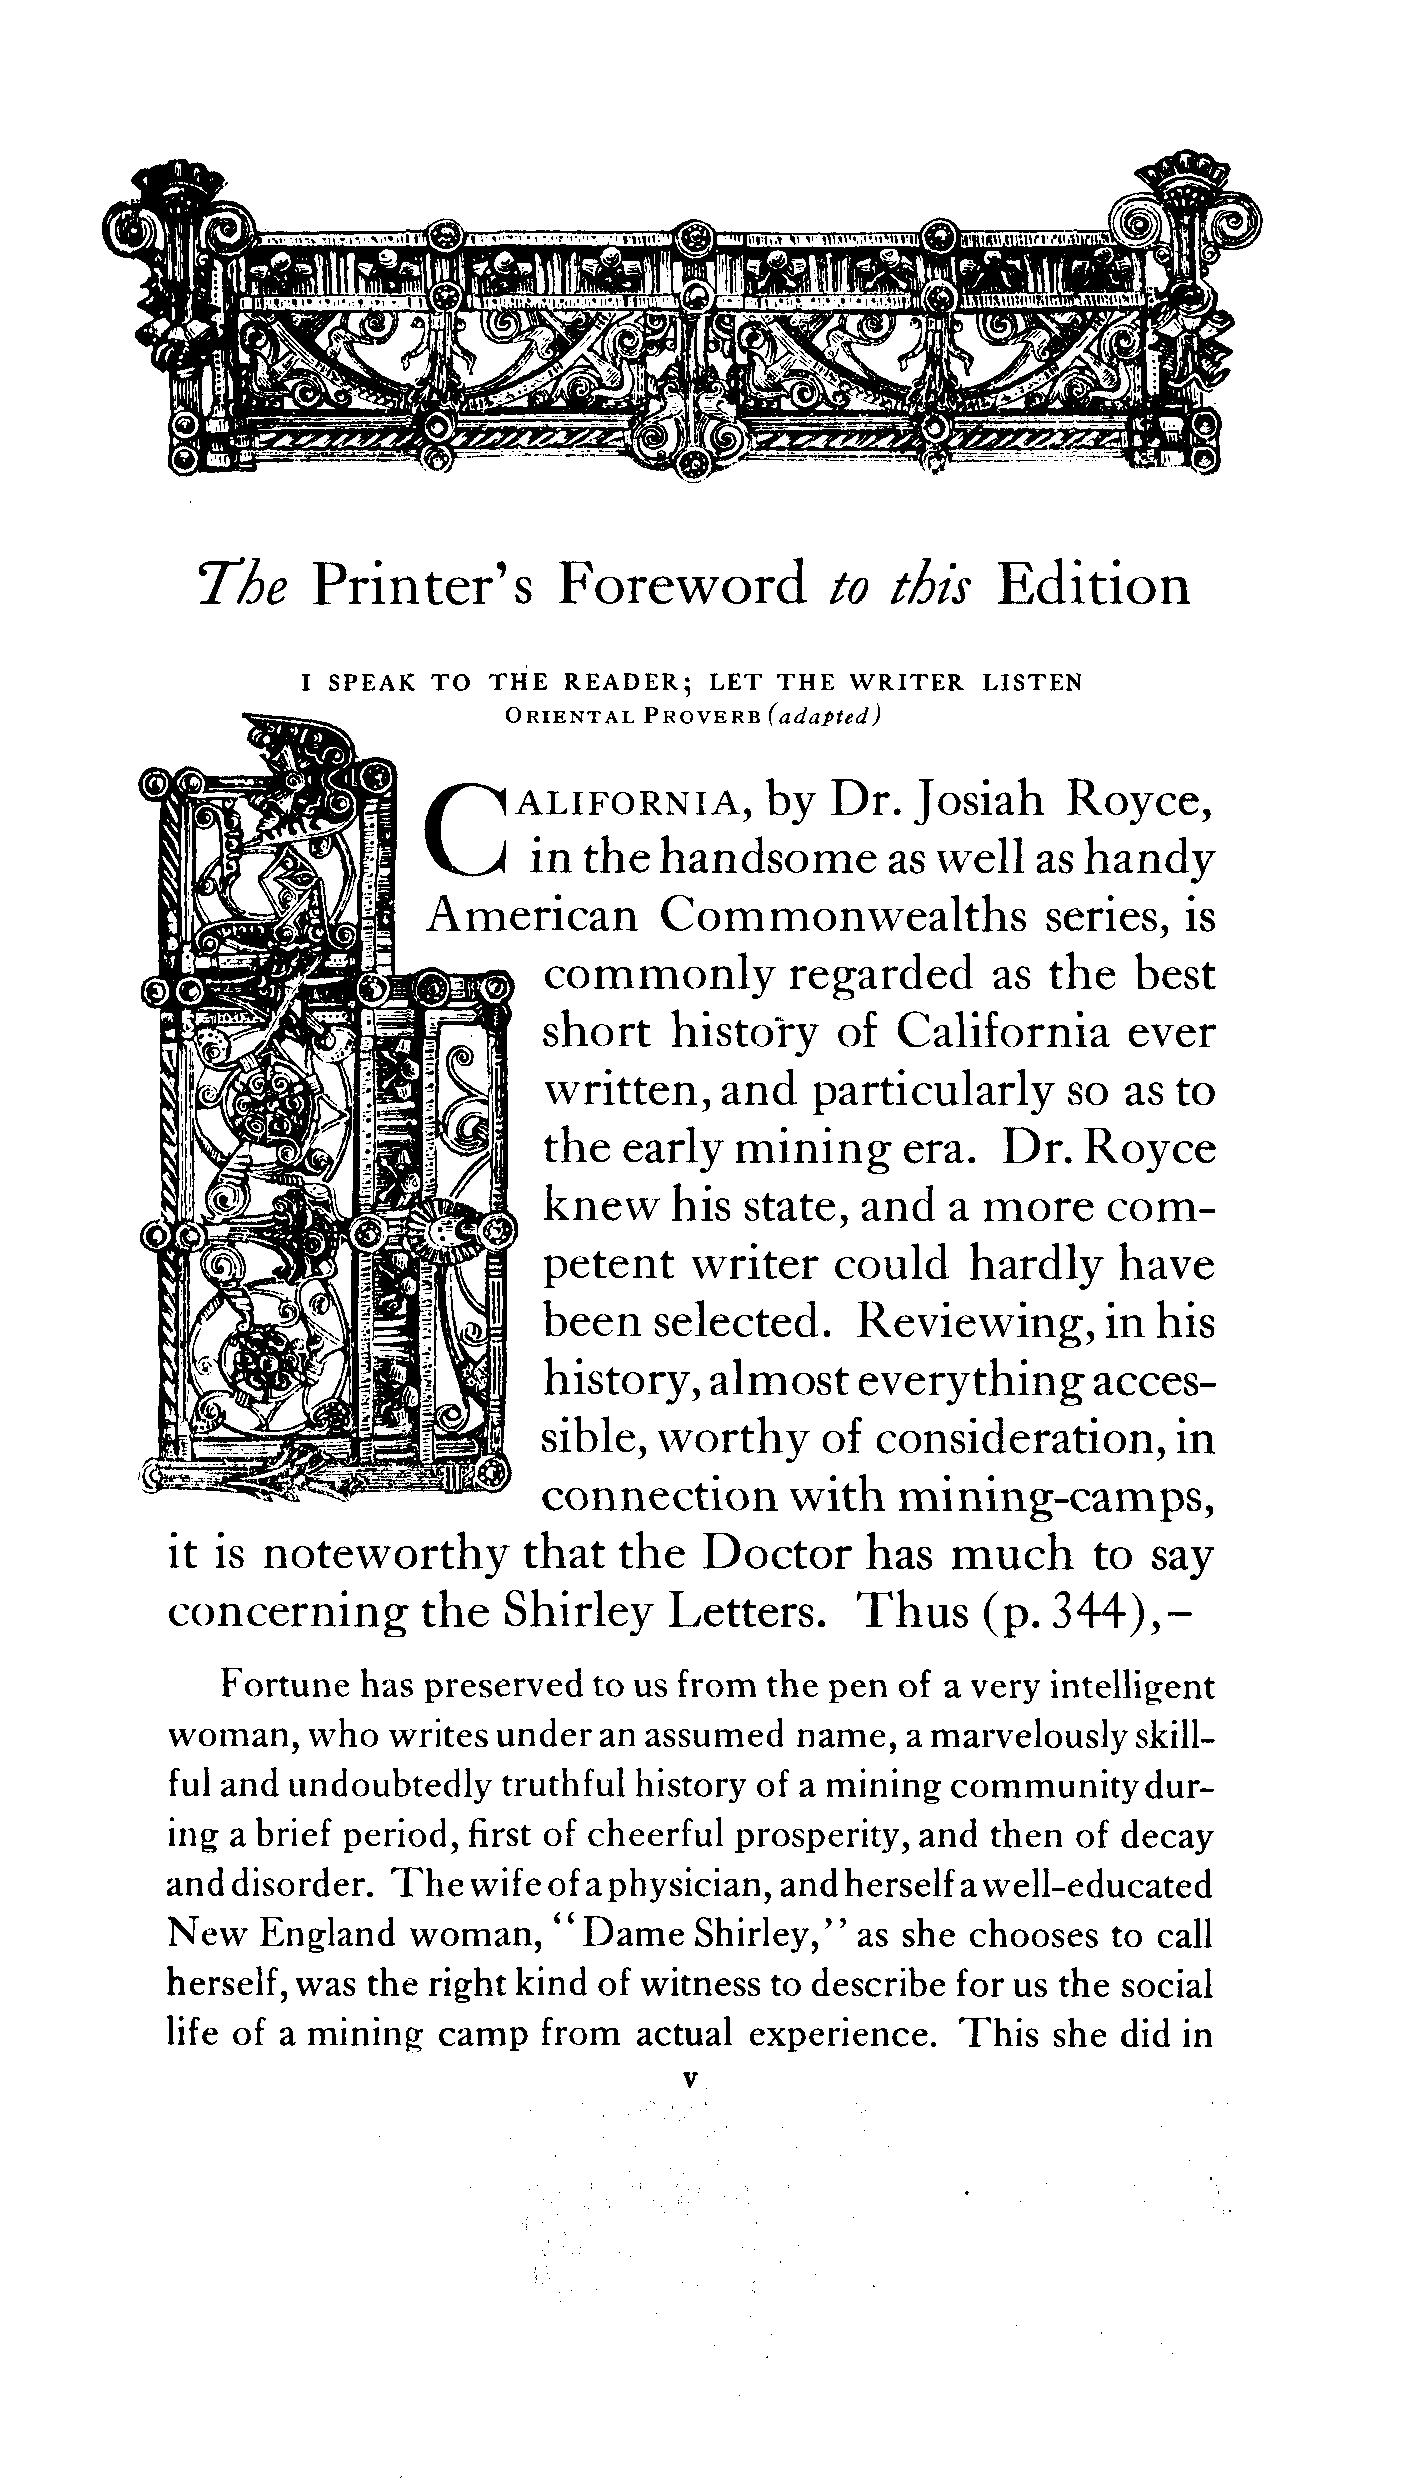 The Printer's Foreword to this Edition
I SPEAK TO THE READER; LET THE WRITER LISTEN
ORIENTAL PROVERB (adapted)
CALIFORNIA, by Dr. Josiah Royce,
in the handsome as well as handy
American Commonwealths series, is
commonly regarded as the best
short history of California ever
written, and particularly so as to
the early mining era. Dr. Royce
knew his state, and a more com-
petent writer could hardly have
been selected. Reviewing, in his
history, almost everything acces-
sible, worthy of consideration, in
connection with mining-camps,
it is noteworthy that the Doctor has much to say
concerning the Shirley Letters. Thus (p. 344),–
Fortune has preserved to us from the pen of a very intelligent
woman, who writes under an assumed name, a marvelously skill-
ful and undoubtedly truthful history of a mining community dur-
ing a brief period, first of cheerful prosperity, and then of decay
and disorder. The wife of a physician, and herself a well-educated
New England woman, "Dame Shirley," as she chooses to call
herself, was the right kind of witness to describe for us the social
life of a mining camp from actual experience. This she did in
v